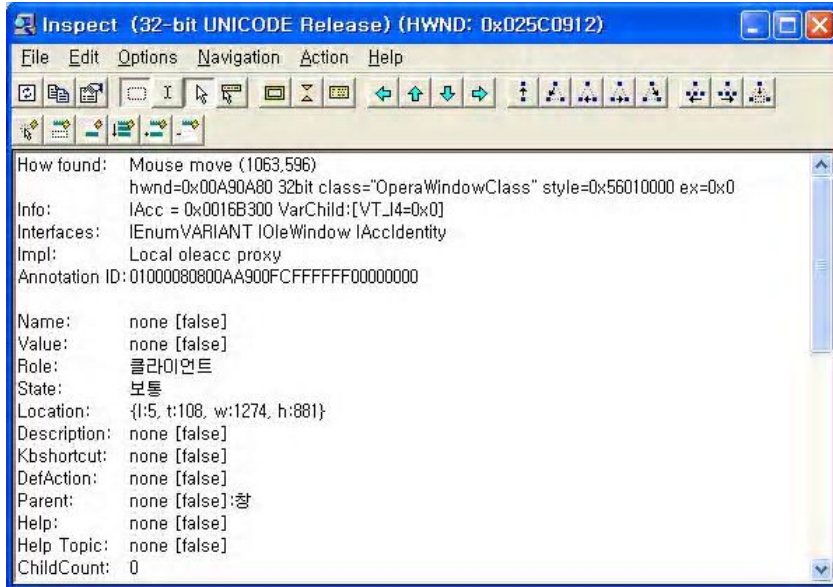 Inspect (32-bit UNICODE Release) (HWND: 0x025C0912)
File Edit Options Navigation Action Help
How found: Mouse move (1063,596)
hwnd=0x00A90A80 32bit class="OperaWindowClass" style=0x56010000 ex=0x0
Info: IAcc = 0x0016B300 VarChild:[VT_I4=0x0]
Interfaces: IEnumVARIANT IOleWindow IAccIdentity
Impl: Local oleacc proxy
Annotation ID: 01000080800AA900FCFFFFFF00000000
Name: none [false]
Value: none [false]
Role: 클라이언트
State: 보통
Location: {l:5, t:108, w:1274, h:881}
Description: none [false]
Kbshortcut: none [false]
DefAction: none [false]
Parent: none [false]:창
Help: none [false]
Help Topic: none [false]
ChildCount: 0